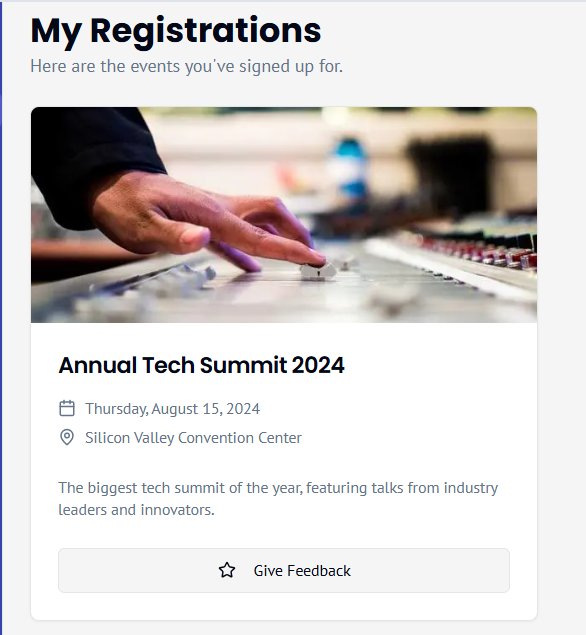 My Registrations
Here are the events you've signed up for.
Annual Tech Summit 2024
Thursday, August 15, 2024
Silicon Valley Convention Center
The biggest tech summit of the year, featuring talks from industry
leaders and innovators.
Give Feedback